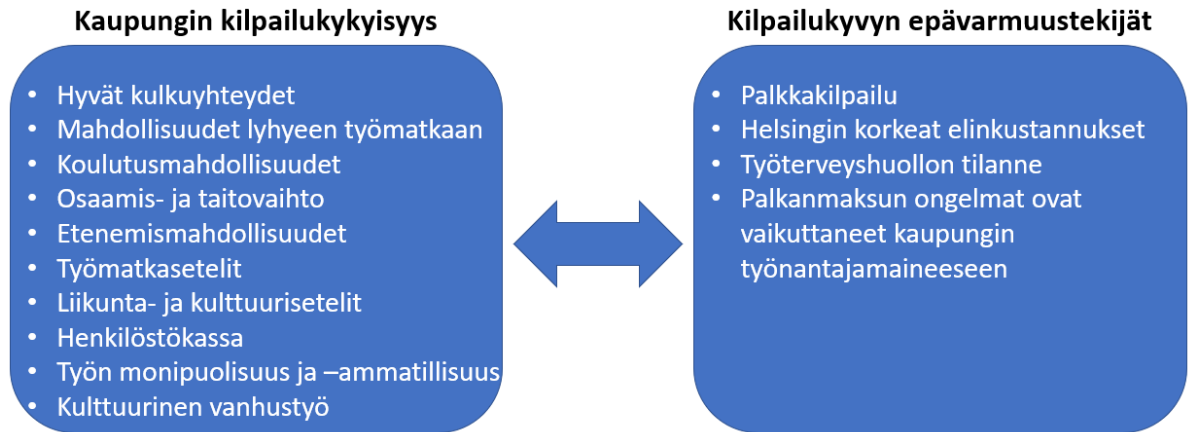 Kaupungin kilpailukykyisyys
• Hyvät kulkuyhteydet
• Mahdollisuudet lyhyeen työmatkaan
• Koulutusmahdollisuudet
• Osaamis- ja taitovaihto
• Etenemismahdollisuudet
• Työmatkasetelit
• Liikunta- ja kulttuurisetelit
• Henkilöstökassa
• Työn monipuolisuus ja –ammatillisuus
• Kulttuurinen vanhustyö
Kilpailukyvyn epävarmuustekijät
• Palkkakilpailu
• Helsingin korkeat elinkustannukset
• Työterveyshuollon tilanne
• Palkanmaksun ongelmat ovat
vaikuttaneet kaupungin
työnantajamaineeseen